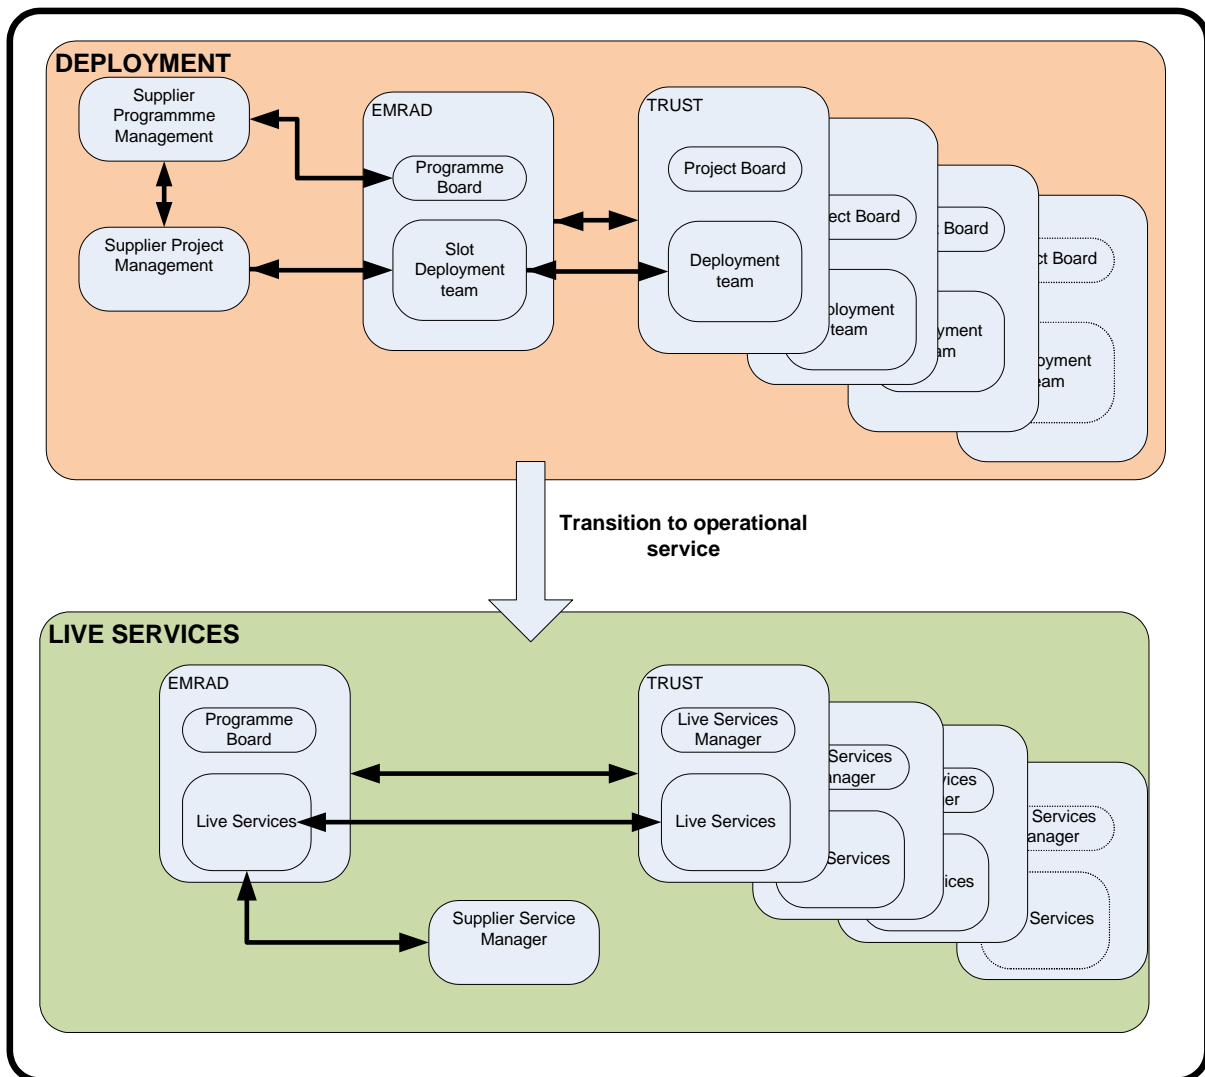 DEPLOYMENT
Supplier
Programmme
Management
EMRAD
TRUST
Programme
Board
Project Board
ject Board
t Board
ct Board
Supplier Project
Management
Slot
Deployment
team
Deployment
team
ployment
team
yment
am
oyment
eam
Transition to operational
service
LIVE SERVICES
EMRAD
TRUST
Programme
Board
Live Services
Manager
Services
anager
vices
er
Services
anager
Live Services
Live Services
Services
ices
Services
Supplier Service
Manager